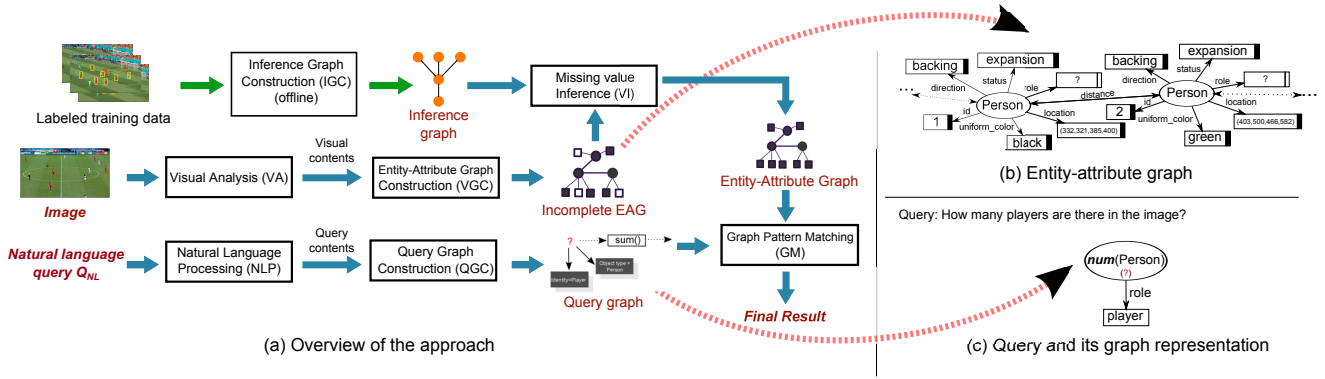 Labeled training data
Inference Graph
Construction (IGC)
(offline)
Inference
graph
Missing value
Inference (VI)
Image
Visual Analysis (VA)
Visual
contents
Entity-Attribute Graph
Construction (VGC)
Incomplete EAG
Entity-Attribute Graph
Natural language
query Q_NL
Natural Language
Processing (NLP)
Query
contents
Query Graph
Construction (QGC)
?
sum()
Identity=Player
Object type =
Person
Query graph
Graph Pattern Matching
(GM)
Final Result
(a) Overview of the approach
backing
expansion
direction
status
role
?
...
Person
distance
id
1
location
(332,321,385,400)
uniform_color
black
backing
expansion
direction
status
role
?
...
Person
id
2
location
(403,500,466,582)
uniform_color
green
(b) Entity-attribute graph
Query: How many players are there in the image?
num(Person)
(?)
role
player
(c) Query and its graph representation